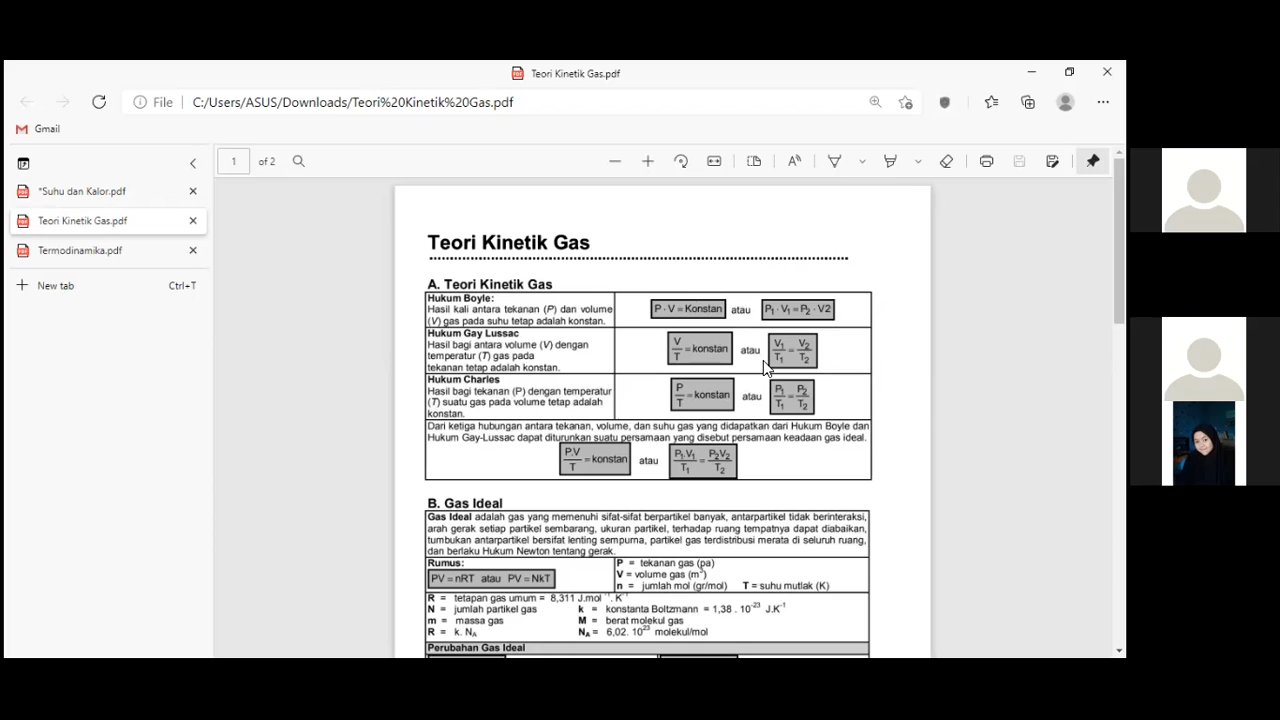 Teori Kinetik Gas.pdf
File C:/Users/ASUS/Downloads/Teori%20Kinetik%20Gas.pdf
Gmail
1 of 2
*Suhu dan Kalor.pdf
Teori Kinetik Gas.pdf
Termodinamika.pdf
New tab Ctrl+T
Teori Kinetik Gas
A. Teori Kinetik Gas
Hukum Boyle:
Hasil kali antara tekanan (P) dan volume
(V) gas pada suhu tetap adalah konstan.
P · V = Konstan atau P₁ · V₁ = P₂ · V2
Hukum Gay Lussac
Hasil bagi antara volume (V) dengan
temperatur (T) gas pada
tekanan tetap adalah konstan.
V/T = konstan atau V₁/T₁ = V₂/T₂
Hukum Charles
Hasil bagi tekanan (P) dengan temperatur
(T) suatu gas pada volume tetap adalah
konstan.
P/T = konstan atau P₁/T₁ = P₂/T₂
Dari ketiga hubungan antara tekanan, volume, dan suhu gas yang didapatkan dari Hukum Boyle dan
Hukum Gay-Lussac dapat diturunkan suatu persamaan yang disebut persamaan keadaan gas ideal.
P.V/T = konstan atau P₁V₁/T₁ = P₂V₂/T₂
B. Gas Ideal
Gas Ideal adalah gas yang memenuhi sifat-sifat berpartikel banyak, antarpartikel tidak berinteraksi,
arah gerak setiap partikel sembarang, ukuran partikel, terhadap ruang tempatnya dapat diabaikan,
tumbukan antarpartikel bersifat lenting sempurna, partikel gas terdistribusi merata di seluruh ruang,
dan berlaku Hukum Newton tentang gerak.
Rumus:
PV = nRT atau PV = NkT
P = tekanan gas (pa)
V = volume gas (m³)
n = jumlah mol (gr/mol) T = suhu mutlak (K)
R = tetapan gas umum = 8,311 J.mol⁻¹. K⁻¹
N = jumlah partikel gas k = konstanta Boltzmann = 1,38 . 10⁻²³ J.K⁻¹
m = massa gas M = berat molekul gas
R = k. N_A N_A = 6,02. 10²³ molekul/mol
Perubahan Gas Ideal